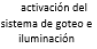 activación del
sistema de goteo e
iluminación